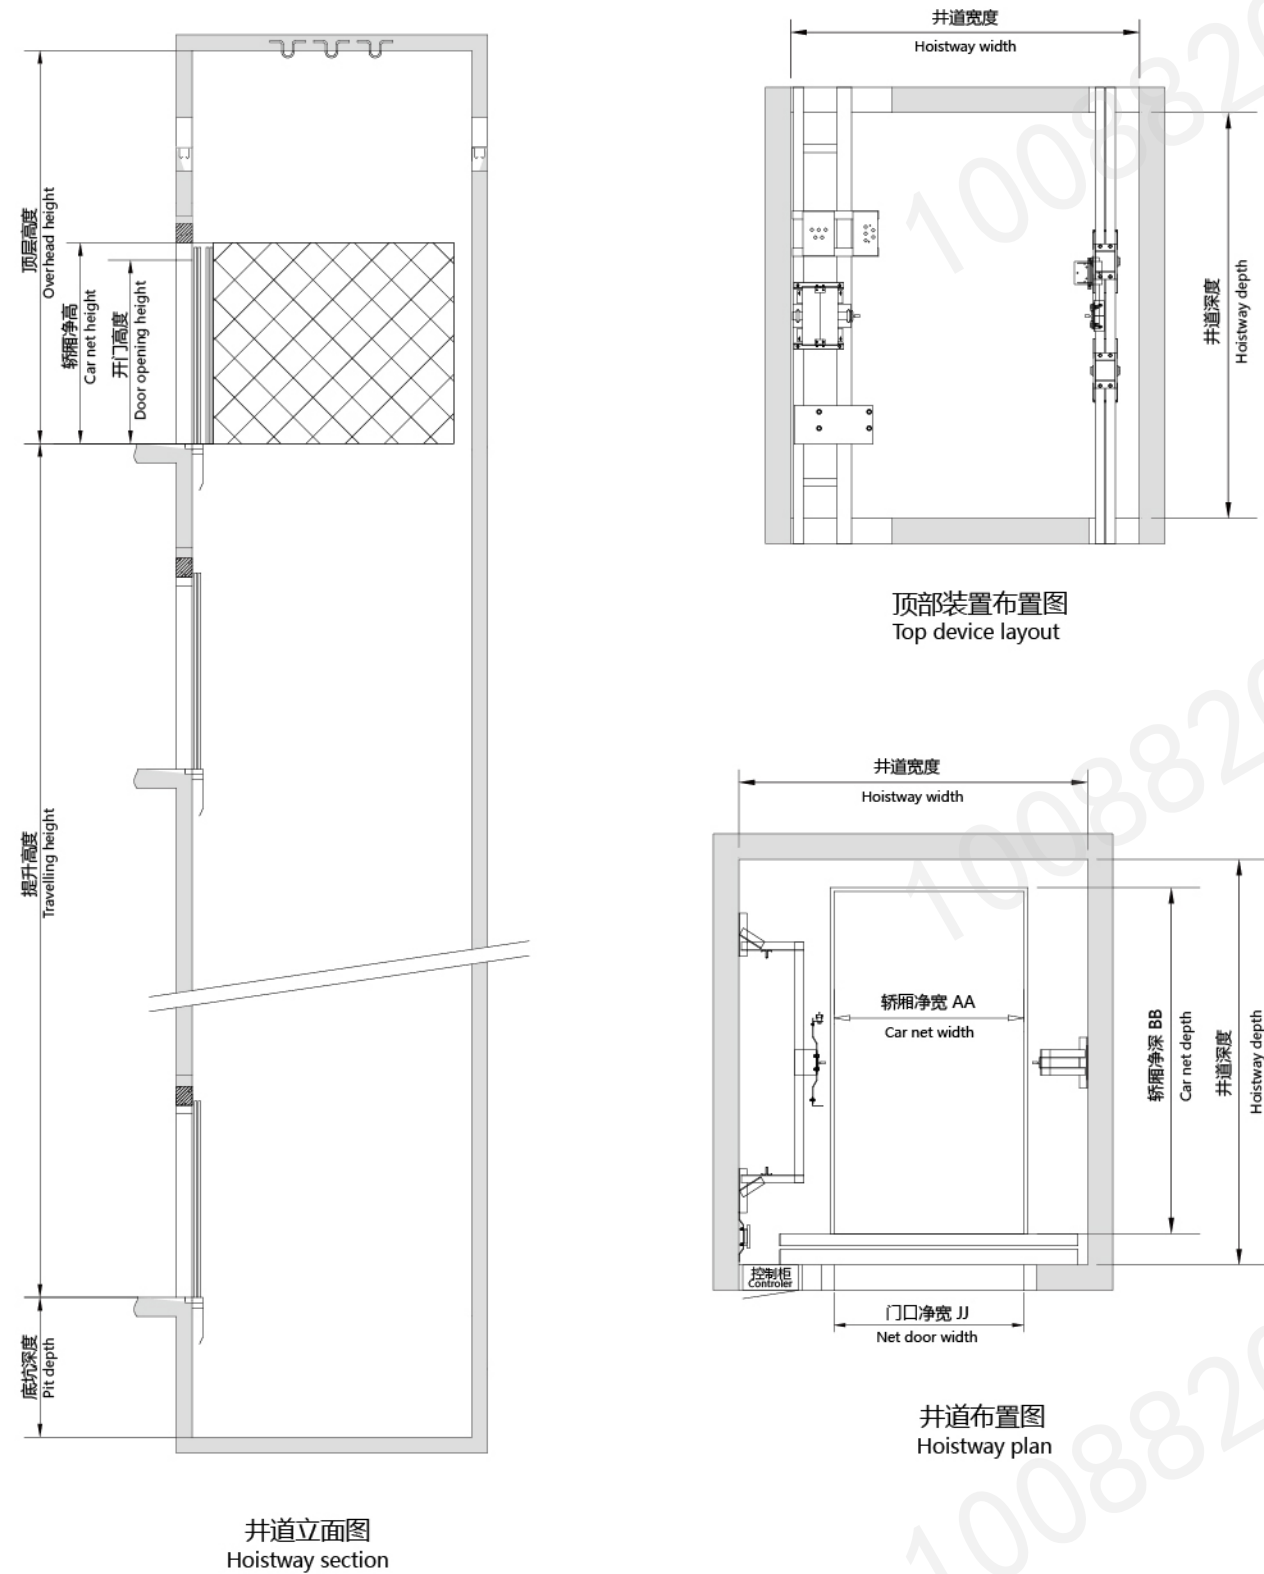 顶层高度
Overhead height
轿厢净高
Car net height
开门高度
Door opening height
提升高度
Travelling height
底坑深度
Pit depth
井道立面图
Hoistway section
井道宽度
Hoistway width
井道深度
Hoistway depth
顶部装置布置图
Top device layout
井道宽度
Hoistway width
轿厢净宽 AA
Car net width
轿厢净深 BB
Car net depth
井道深度
Hoistway depth
控制柜
Controler
门口净宽 JJ
Net door width
井道布置图
Hoistway plan